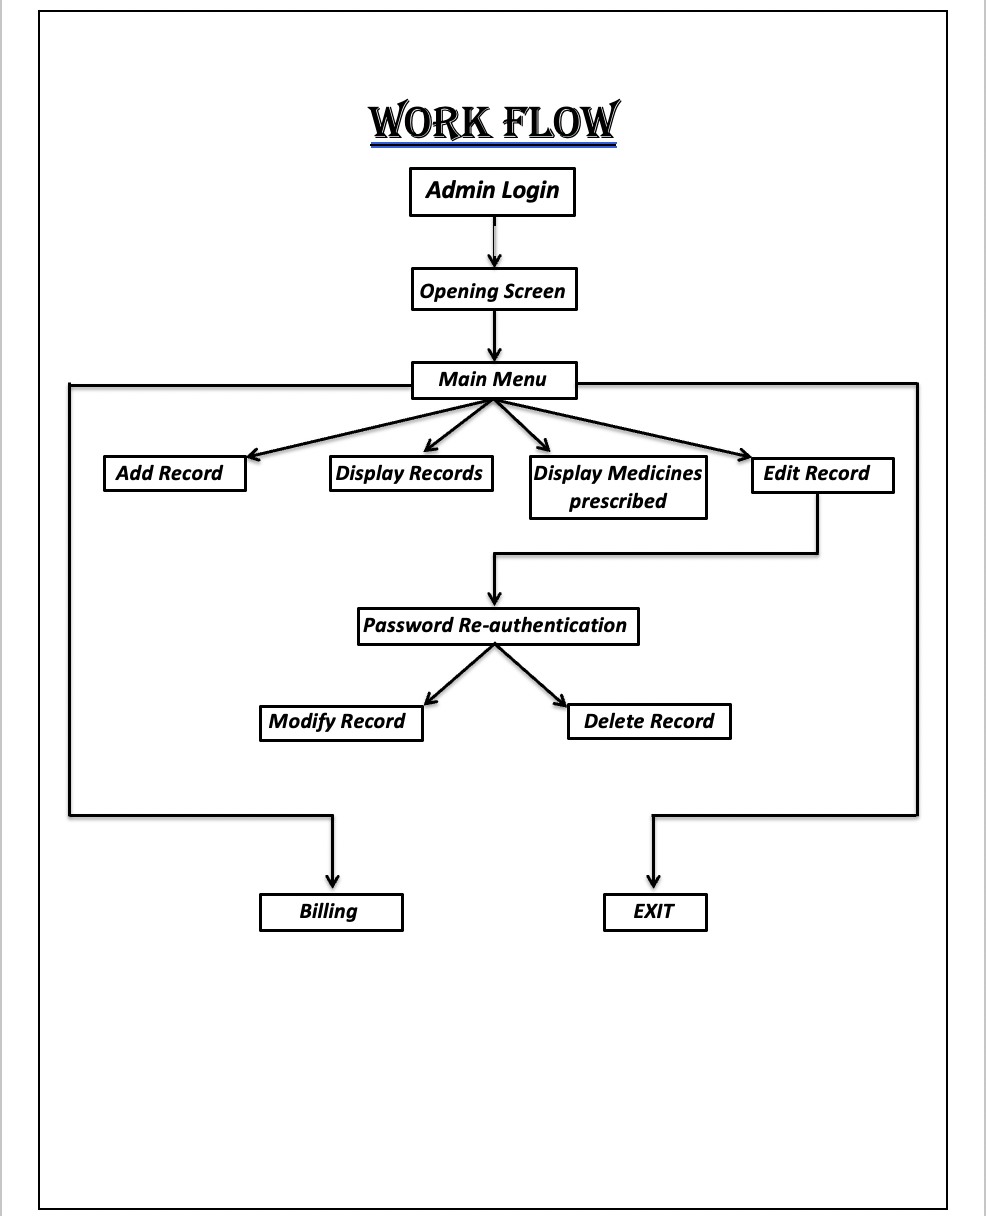 WORK FLOW
Admin Login
Opening Screen
Main Menu
Add Record
Display Records
Display Medicines
prescribed
Edit Record
Password Re-authentication
Modify Record
Delete Record
Billing
EXIT